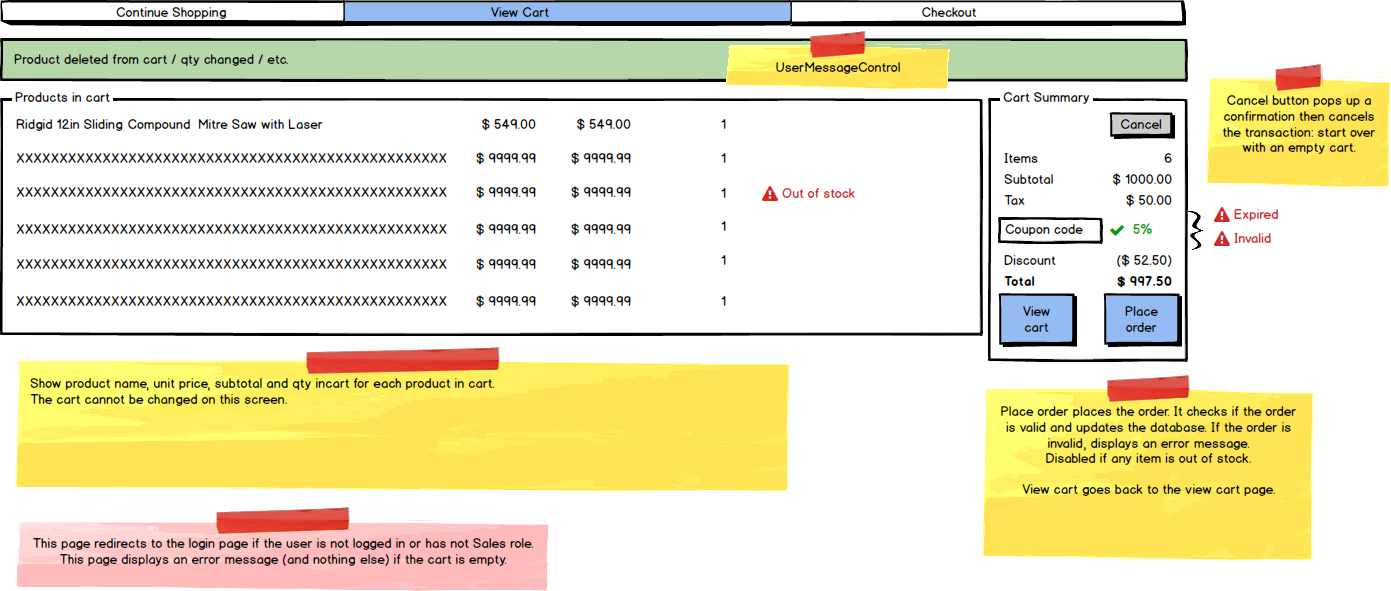 Continue Shopping View Cart Checkout
Product deleted from cart / qty changed / etc.
UserMessageControl
Products in cart
Ridgid 12in Sliding Compound  Mitre Saw with Laser $ 549.00 $ 549.00 1
XXXXXXXXXXXXXXXXXXXXXXXXXXXXXXXXXXXXXXXXXXXXXXXXXX $ 9999.99 $ 9999.99 1
XXXXXXXXXXXXXXXXXXXXXXXXXXXXXXXXXXXXXXXXXXXXXXXXXX $ 9999.99 $ 9999.99 1 Out of stock
XXXXXXXXXXXXXXXXXXXXXXXXXXXXXXXXXXXXXXXXXXXXXXXXXX $ 9999.99 $ 9999.99 1
XXXXXXXXXXXXXXXXXXXXXXXXXXXXXXXXXXXXXXXXXXXXXXXXXX $ 9999.99 $ 9999.99 1
XXXXXXXXXXXXXXXXXXXXXXXXXXXXXXXXXXXXXXXXXXXXXXXXXX $ 9999.99 $ 9999.99 1
Cart Summary
Cancel
Items 6
Subtotal $ 1000.00
Tax $ 50.00
Coupon code 5%
Discount ($ 52.50)
Total $ 997.50
View
cart
Place
order
Cancel button pops up a
confirmation then cancels
the transaction: start over
with an empty cart.
Expired
Invalid
Show product name, unit price, subtotal and qty incart for each product in cart.
The cart cannot be changed on this screen.
Place order places the order. It checks if the order
is valid and updates the database. If the order is
invalid, displays an error message.
Disabled if any item is out of stock.
View cart goes back to the view cart page.
This page redirects to the login page if the user is not logged in or has not Sales role.
This page displays an error message (and nothing else) if the cart is empty.